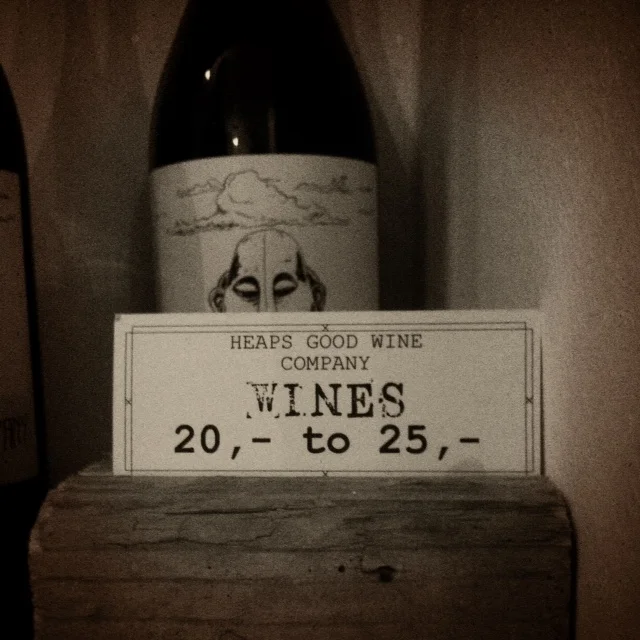 HEAPS GOOD WINE
COMPANY
WINES
20,- to 25,-